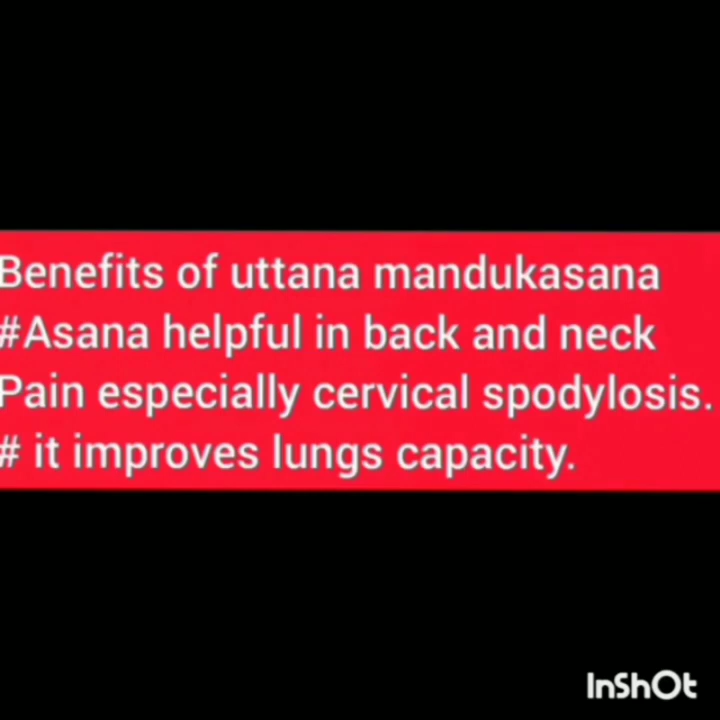 Benefits of uttana mandukasana
#Asana helpful in back and neck
Pain especially cervical spodylosis.
# it improves lungs capacity.
InShOt